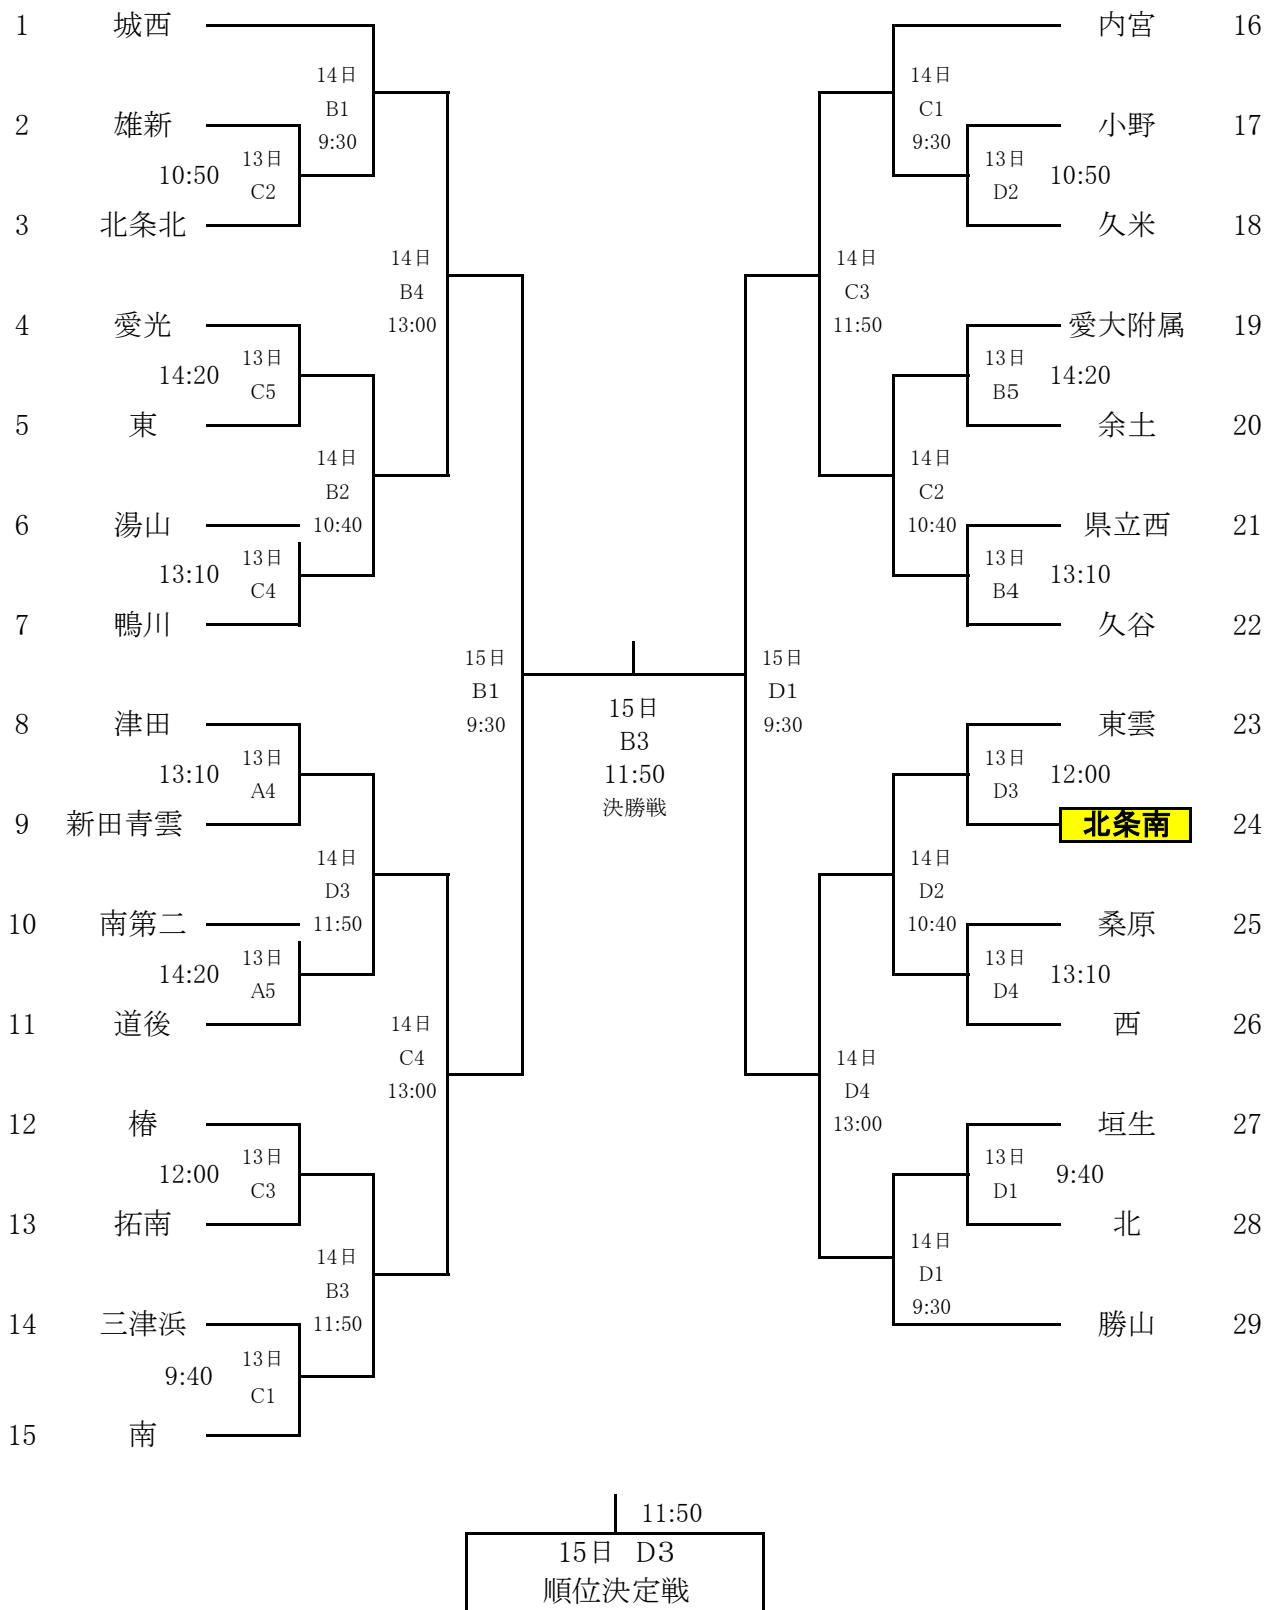 1 城西
14日
B1
9:30
2 雄新
10:50
13日
C2
3 北条北
14日
B4
13:00
4 愛光
14:20
13日
C5
5 東
14日
B2
10:40
6 湯山
13:10
13日
C4
7 鴨川
15日
B1
9:30
8 津田
13:10
13日
A4
9 新田青雲
14日
D3
11:50
10 南第二
14:20
13日
A5
11 道後
14日
C4
13:00
12 椿
12:00
13日
C3
13 拓南
14日
B3
11:50
14 三津浜
9:40
13日
C1
15 南
15日
B3
11:50
決勝戦
内宮 16
14日
C1
9:30
小野 17
13日
D2
10:50
久米 18
14日
C3
11:50
愛大附属 19
13日
B5
14:20
余土 20
14日
C2
10:40
県立西 21
13日
B4
13:10
久谷 22
15日
D1
9:30
東雲 23
13日
D3
12:00
北条南 24
14日
D2
10:40
桑原 25
13日
D4
13:10
西 26
14日
D4
13:00
垣生 27
13日
D1
9:40
北 28
14日
D1
9:30
勝山 29
11:50
15日 D3
順位決定戦